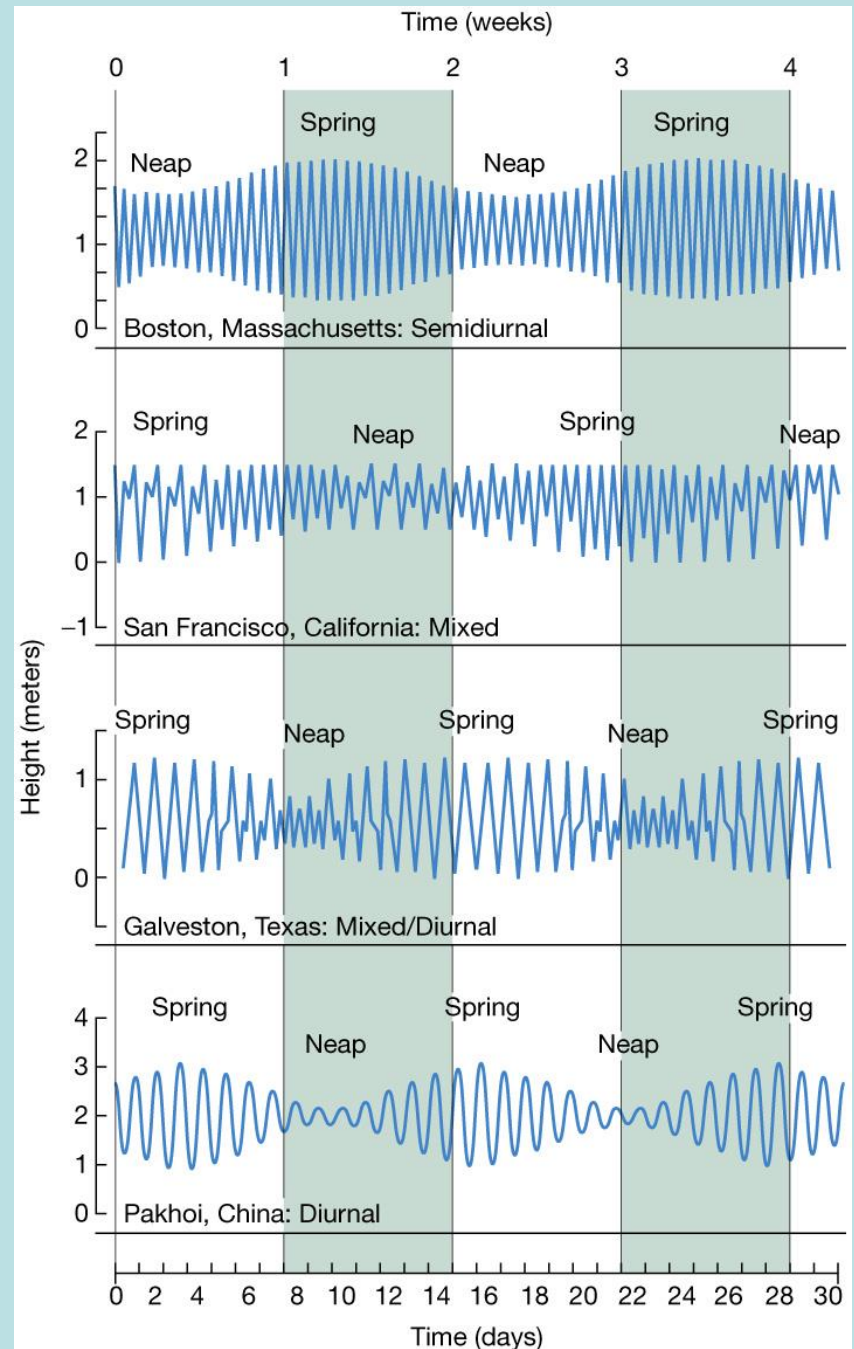 Time (weeks)
0 1 2 3 4
Spring Spring
Neap Neap
2
1
0
Boston, Massachusetts: Semidiurnal
Spring Spring
Neap Neap
2
1
0
–1
San Francisco, California: Mixed
Height (meters)
Spring Spring Spring
Neap Neap
1
0
Galveston, Texas: Mixed/Diurnal
Spring Spring Spring
Neap Neap
4
3
2
1
0
Pakhoi, China: Diurnal
0 2 4 6 8 10 12 14 16 18 20 22 24 26 28 30
Time (days)